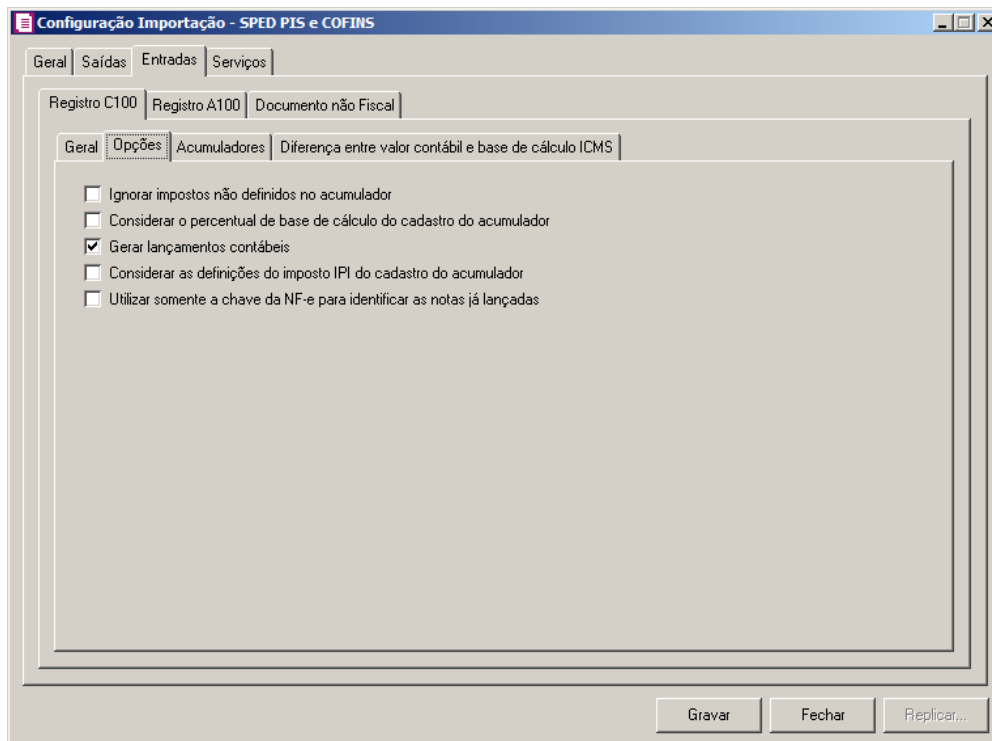 Configuração Importação - SPED PIS e COFINS
Geral Saídas Entradas Serviços
Registro C100 Registro A100 Documento não Fiscal
Geral Opções Acumuladores Diferença entre valor contábil e base de cálculo ICMS
Ignorar impostos não definidos no acumulador
Considerar o percentual de base de cálculo do cadastro do acumulador
Gerar lançamentos contábeis
Considerar as definições do imposto IPI do cadastro do acumulador
Utilizar somente a chave da NF-e para identificar as notas já lançadas
Gravar Fechar Replicar...